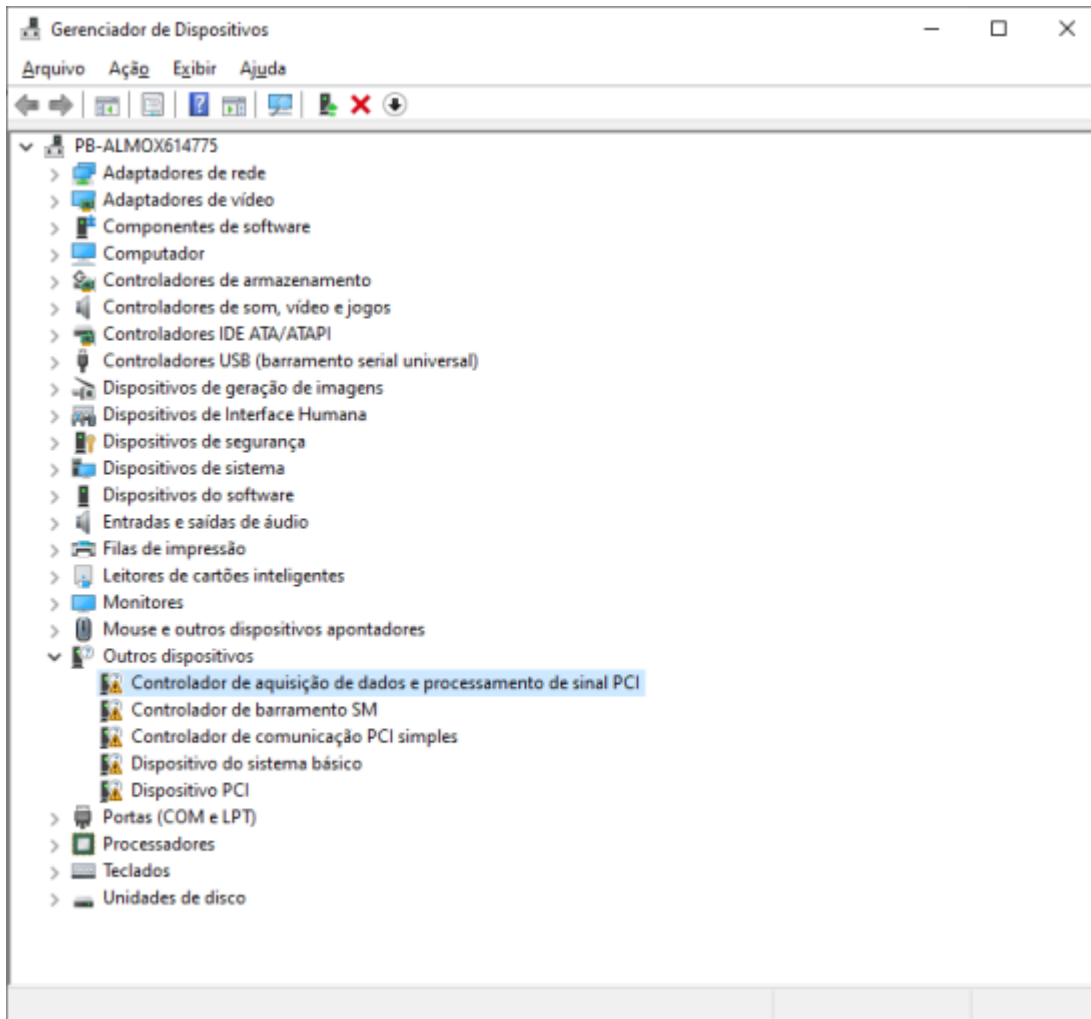 Gerenciador de Dispositivos
Arquivo Ação Exibir Ajuda
PB-ALMOX614775
Adaptadores de rede
Adaptadores de vídeo
Componentes de software
Computador
Controladores de armazenamento
Controladores de som, vídeo e jogos
Controladores IDE ATA/ATAPI
Controladores USB (barramento serial universal)
Dispositivos de geração de imagens
Dispositivos de Interface Humana
Dispositivos de segurança
Dispositivos de sistema
Dispositivos do software
Entradas e saídas de áudio
Filas de impressão
Leitores de cartões inteligentes
Monitores
Mouse e outros dispositivos apontadores
Outros dispositivos
Controlador de aquisição de dados e processamento de sinal PCI
Controlador de barramento SM
Controlador de comunicação PCI simples
Dispositivo do sistema básico
Dispositivo PCI
Portas (COM e LPT)
Processadores
Teclados
Unidades de disco